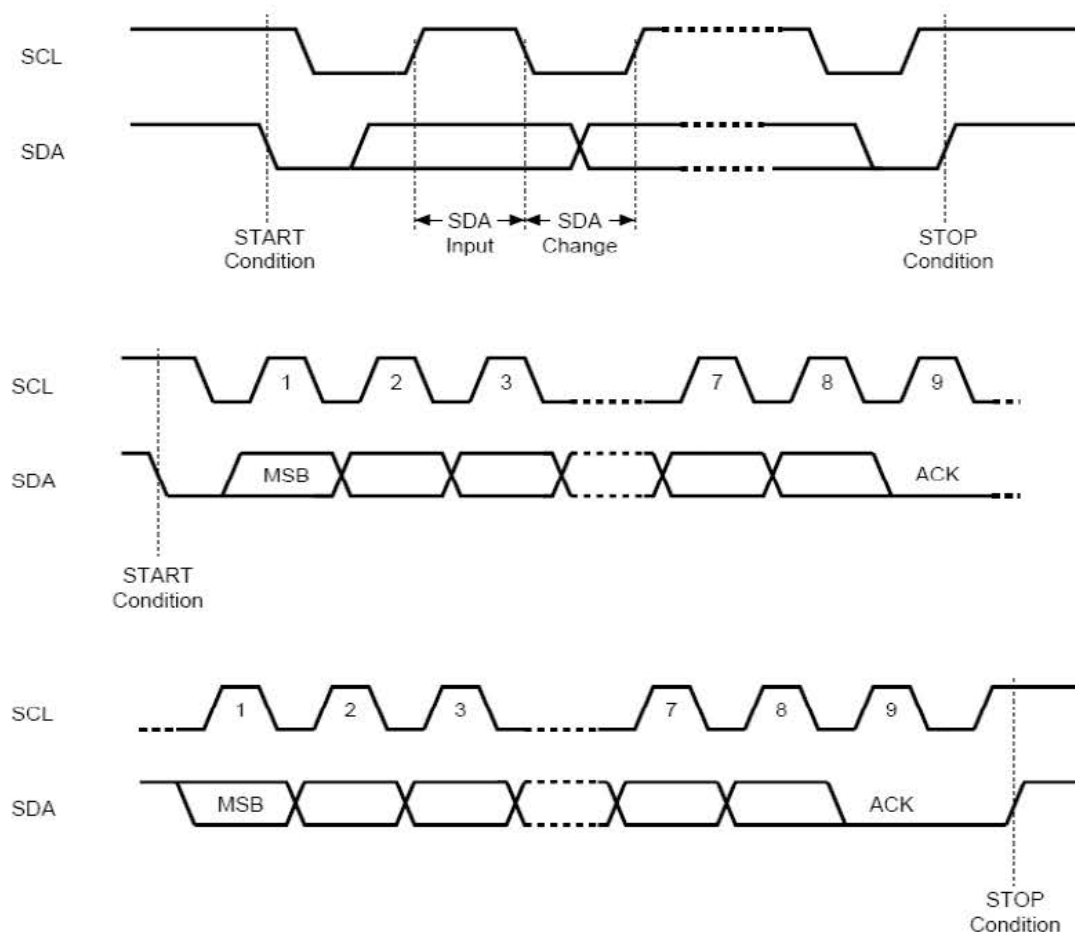 SCL
SDA
START
Condition
SDA
Input
SDA
Change
STOP
Condition
SCL
1 2 3 7 8 9
SDA
MSB
ACK
START
Condition
SCL
1 2 3 7 8 9
SDA
MSB
ACK
STOP
Condition